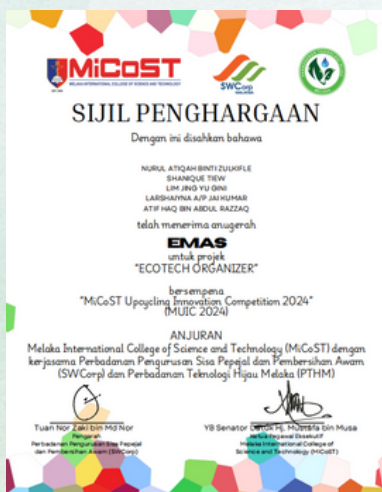 MiCoST
MELAKA INTERNATIONAL COLLEGE OF SCIENCE AND TECHNOLOGY
SWCorp
MALAYSIA
SIJIL PENGHARGAAN
Dengan ini disahkan bahawa
NURUL ATIQAH BINTI ZULKIFLE
SHANIQUE TIEW
LIM JING YU GINI
LARSHAIYNA A/P JAI KUMAR
ATIF HAQ BIN ABDUL RAZZAQ
telah menerima anugerah
EMAS
untuk projek
"ECOTECH ORGANIZER"
bersempena
"MiCoST Upcycling Innovation Competition 2024"
(MUIC 2024)
ANJURAN
Melaka International College of Science and Technology (MiCoST) dengan
kerjasama Perbadanan Pengurusan Sisa Pepejal dan Pembersihan Awam
(SWCorp) dan Perbadanan Teknologi Hijau Melaka (PTHM)
Tuan Nor Zaki bin Md Nor
Pengarah
Perbadanan Pengurusan Sisa Pepejal
dan Pembersihan Awam (SWCorp)
YB Senator Datuk Hj. Mustafa bin Musa
Ketua Pegawai Eksekutif
Melaka International College of
Science and Technology (MiCoST)